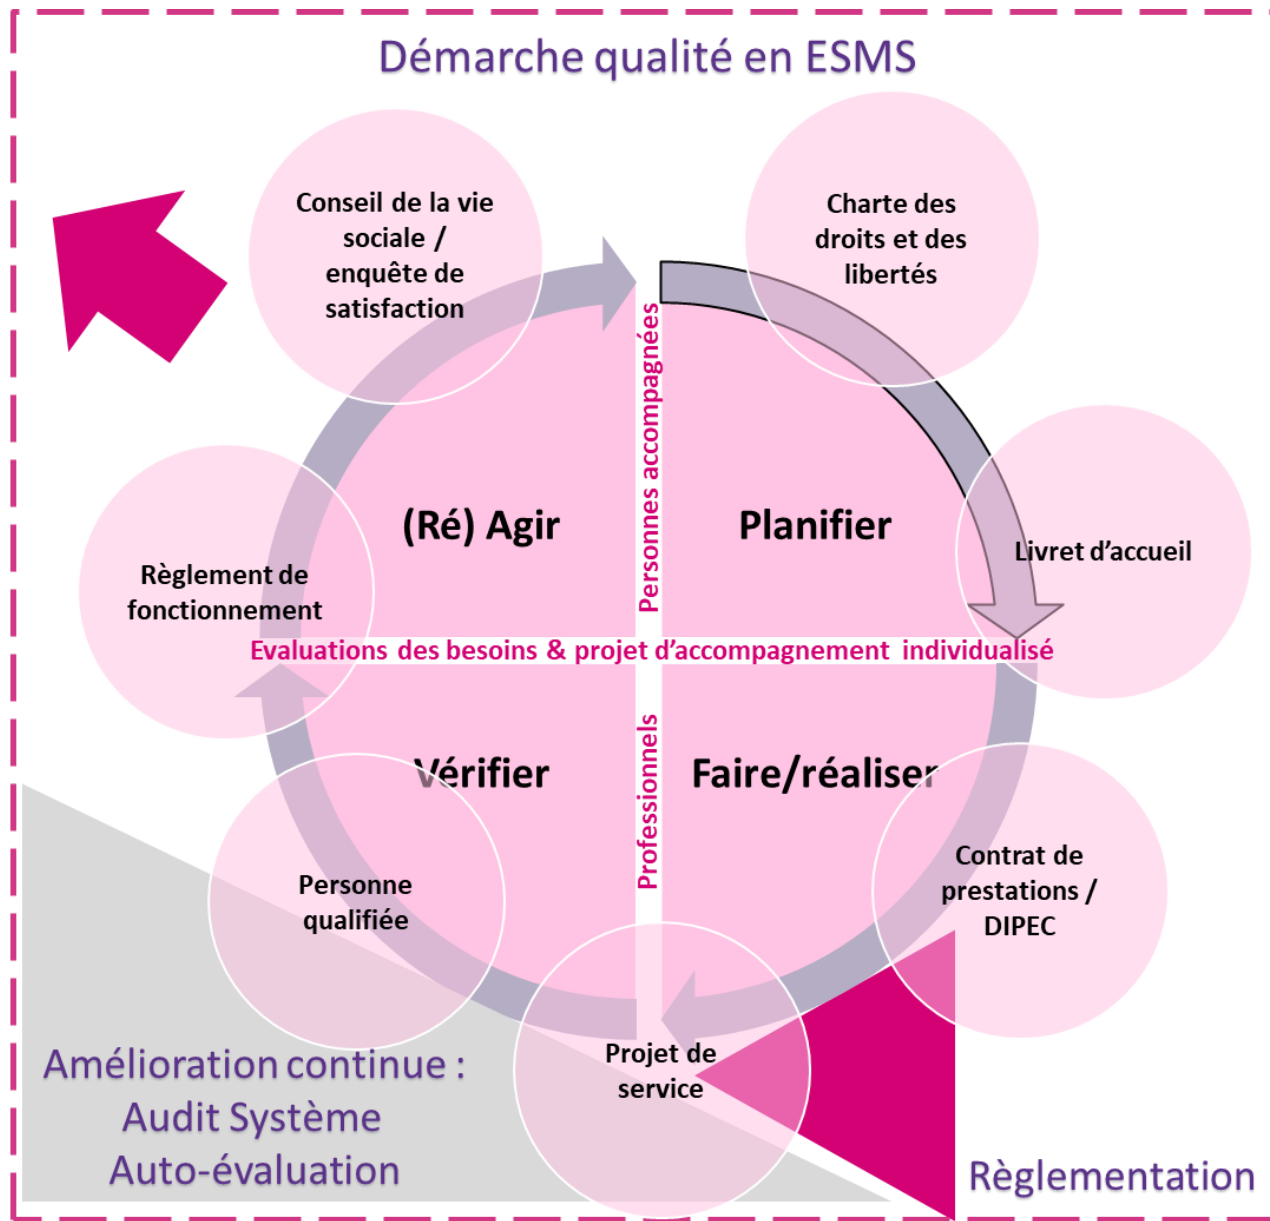 Démarche qualité en ESMS
Conseil de la vie
sociale /
enquête de
satisfaction
Charte des
droits et des
libertés
Personnes accompagnées
(Ré) Agir
Planifier
Livret d’accueil
Règlement de
fonctionnement
Evaluations des besoins & projet d’accompagnement individualisé
Professionnels
Vérifier
Faire/réaliser
Personne
qualifiée
Contrat de
prestations /
DIPEC
Projet de
service
Amélioration continue :
Audit Système
Auto-évaluation
Règlementation